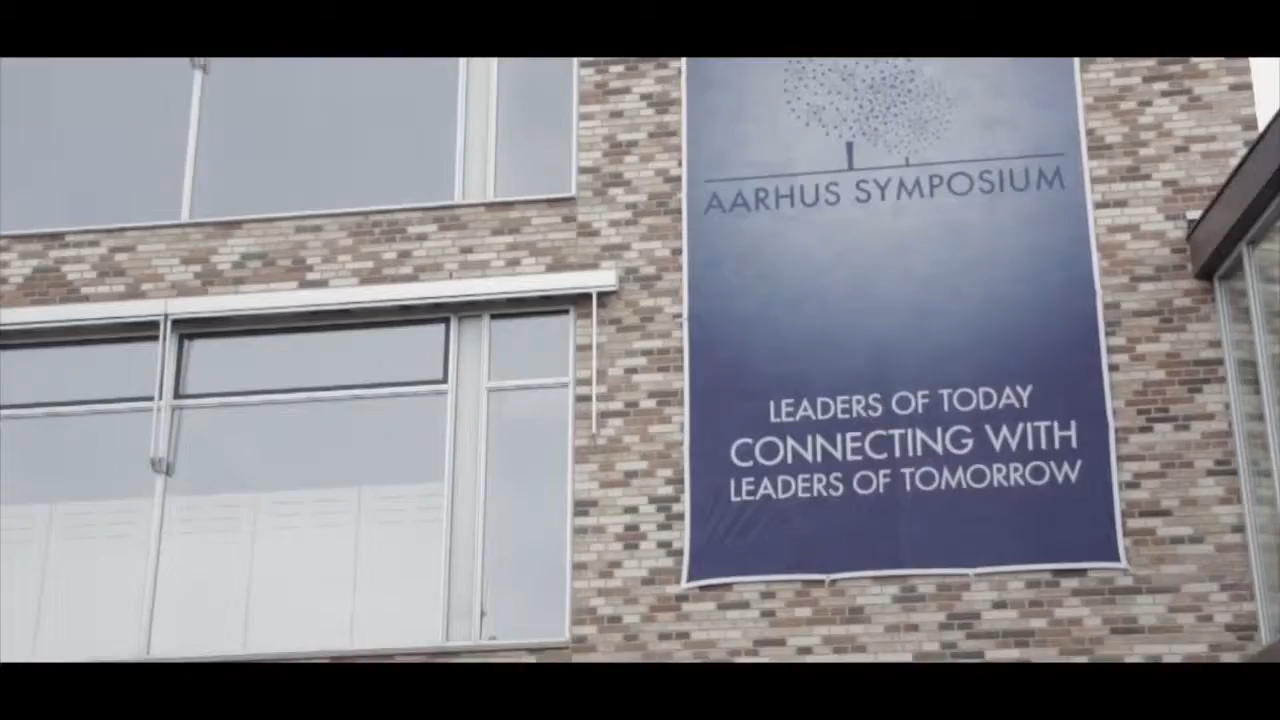 AARHUS SYMPOSIUM
LEADERS OF TODAY
CONNECTING WITH
LEADERS OF TOMORROW